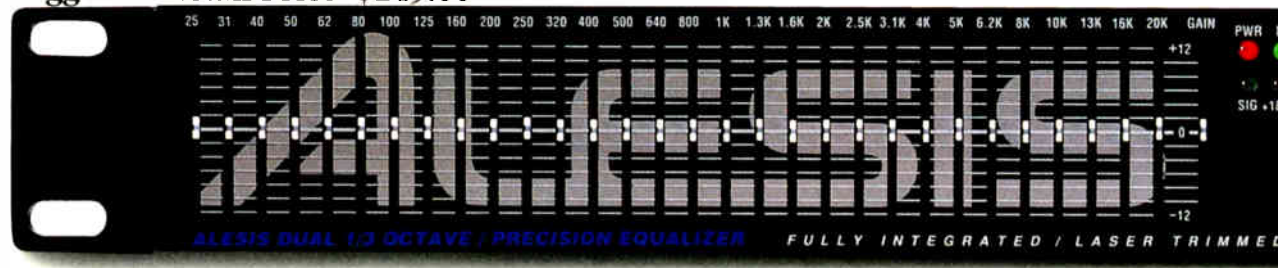 25 31 40 50 62 80 100 125 160 200 250 320 400 500 640 800 1K 1.3K 1.6K 2K 2.5K 3.1K 4K 5K 6.2K 8K 10K 13K 16K 20K GAIN
PWR
+12
ALESIS
SIG
0
-12
ALESIS DUAL 1/3 OCTAVE / PRECISION EQUALIZER FULLY INTEGRATED / LASER TRIMMED